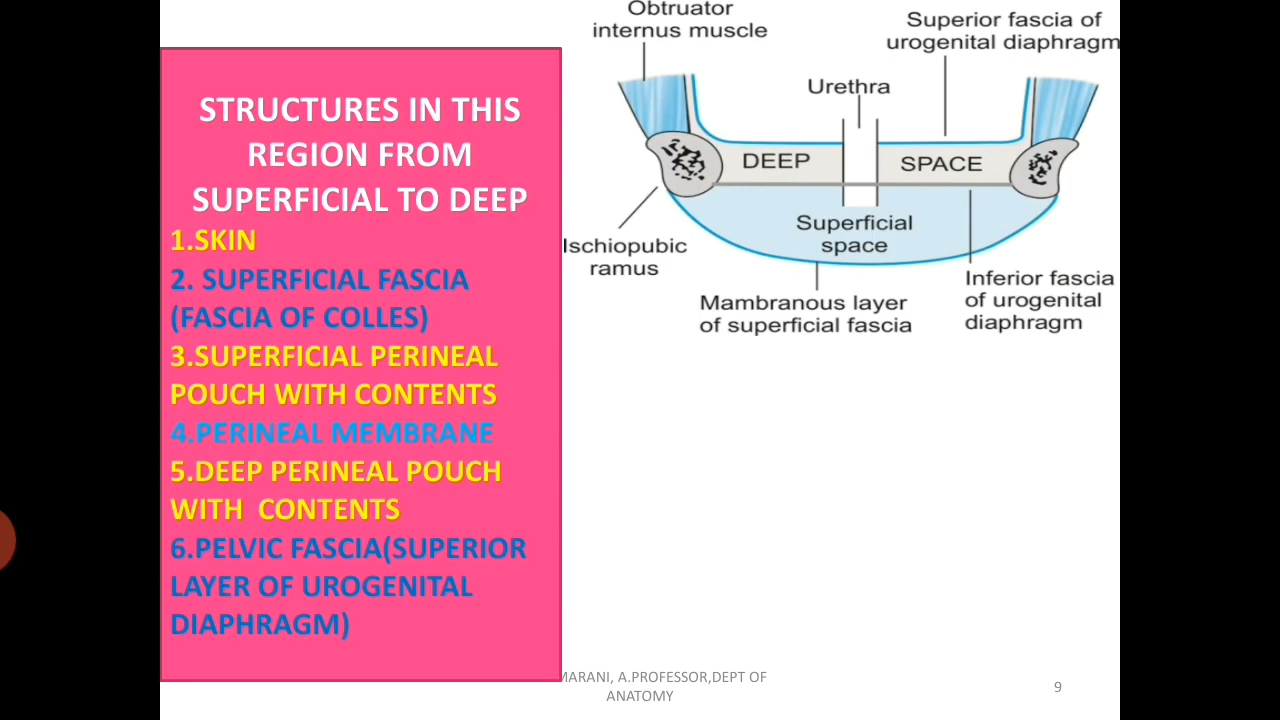 STRUCTURES IN THIS
REGION FROM
SUPERFICIAL TO DEEP
1.SKIN
2. SUPERFICIAL FASCIA
(FASCIA OF COLLES)
3.SUPERFICIAL PERINEAL
POUCH WITH CONTENTS
4.PERINEAL MEMBRANE
5.DEEP PERINEAL POUCH
WITH CONTENTS
6.PELVIC FASCIA(SUPERIOR
LAYER OF UROGENITAL
DIAPHRAGM)
Obtruator
internus muscle
Superior fascia of
urogenital diaphragm
Urethra
DEEP
SPACE
Superficial
space
Ischiopubic
ramus
Mambranous layer
of superficial fascia
Inferior fascia
of urogenital
diaphragm
MARANI, A.PROFESSOR,DEPT OF
ANATOMY
9